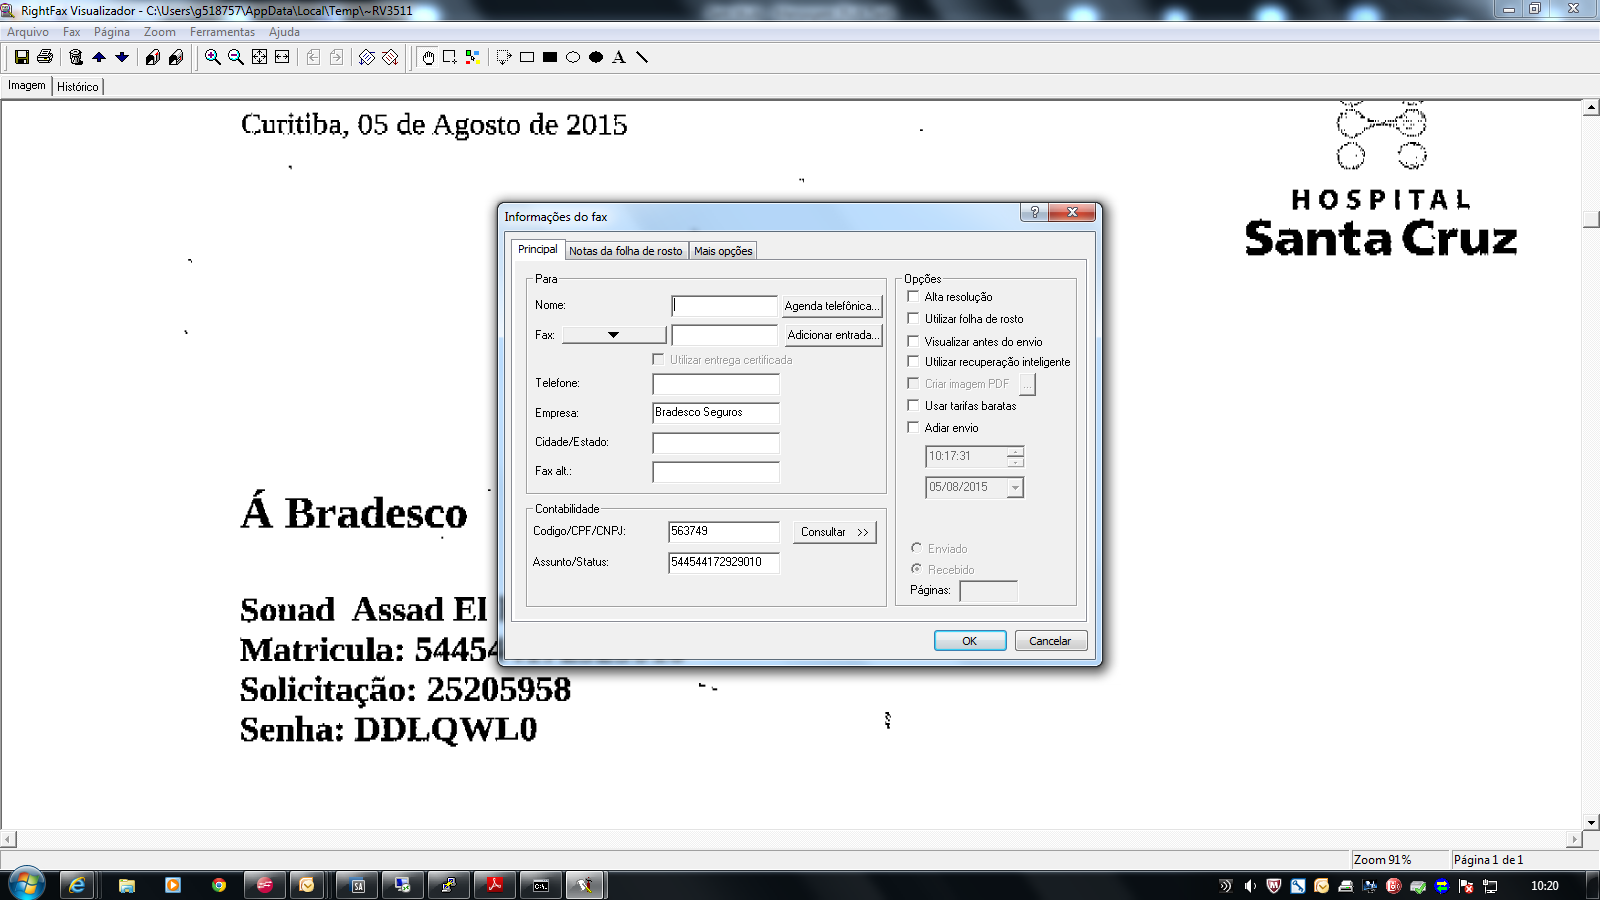 RightFax Visualizador - C:\Users\g518757\AppData\Local\Temp\~RV3511
Arquivo Fax Página Zoom Ferramentas Ajuda
Imagem Histórico
Curitiba, 05 de Agosto de 2015
HOSPITAL
Santa Cruz
Informações do fax
Principal Notas da folha de rosto Mais opções
Para
Nome: Agenda telefônica...
Fax: Adicionar entrada...
Utilizar entrega certificada
Telefone:
Empresa: Bradesco Seguros
Cidade/Estado:
Fax alt.:
Contabilidade
Codigo/CPF/CNPJ: 563749 Consultar >>
Assunto/Status: 544544172929010
Opções
Alta resolução
Utilizar folha de rosto
Visualizar antes do envio
Utilizar recuperação inteligente
Criar imagem PDF ...
Usar tarifas baratas
Adiar envio
10:17:31
05/08/2015
Enviado
Recebido
Páginas:
OK Cancelar
Á Bradesco
Souad Assad El
Matricula: 54454
Solicitação: 25205958
Senha: DDLQWL0
Zoom 91% Página 1 de 1
10:20